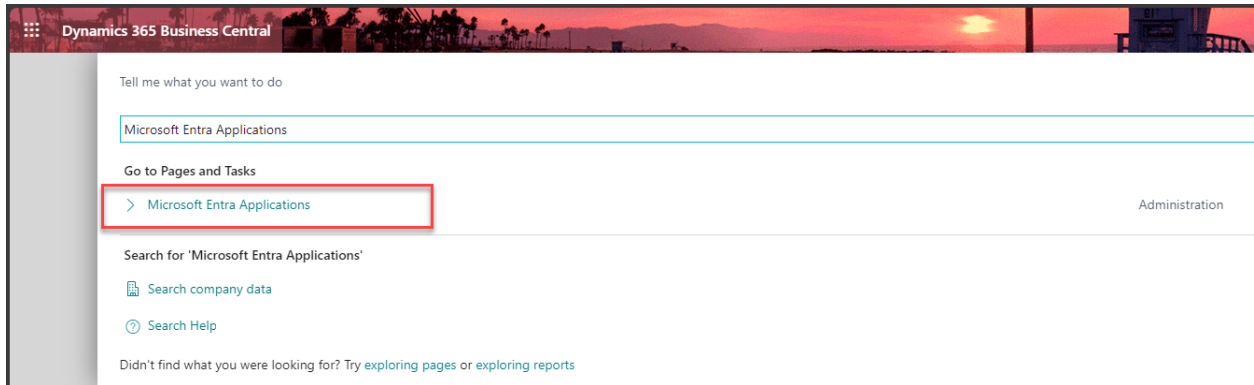 Dynamics 365 Business Central
Tell me what you want to do
Microsoft Entra Applications
Go to Pages and Tasks
Microsoft Entra Applications Administration
Search for 'Microsoft Entra Applications'
Search company data
Search Help
Didn't find what you were looking for? Try exploring pages or exploring reports